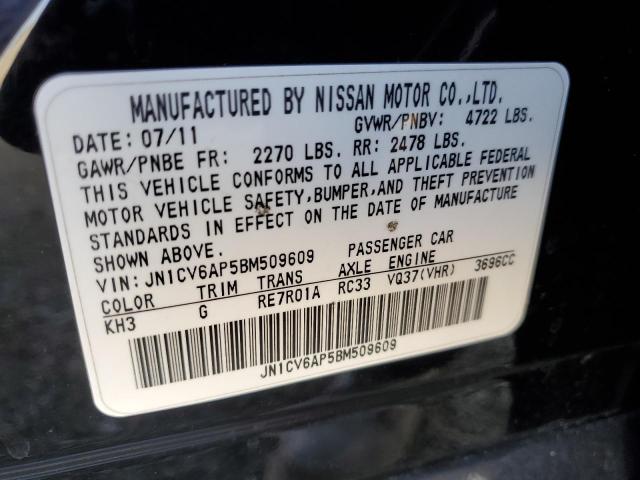 MANUFACTURED BY NISSAN MOTOR CO.,LTD.
DATE: 07/11 GVWR/PNBV: 4722 LBS.
GAWR/PNBE FR: 2270 LBS. RR: 2478 LBS.
THIS VEHICLE CONFORMS TO ALL APPLICABLE FEDERAL
MOTOR VEHICLE SAFETY,BUMPER,AND THEFT PREVENTION
STANDARDS IN EFFECT ON THE DATE OF MANUFACTURE
SHOWN ABOVE.
VIN:JN1CV6AP5BM509609 PASSENGER CAR
COLOR TRIM TRANS AXLE ENGINE
KH3 G RE7R01A RC33 VQ37(VHR) 3696CC
JN1CV6AP5BM509609